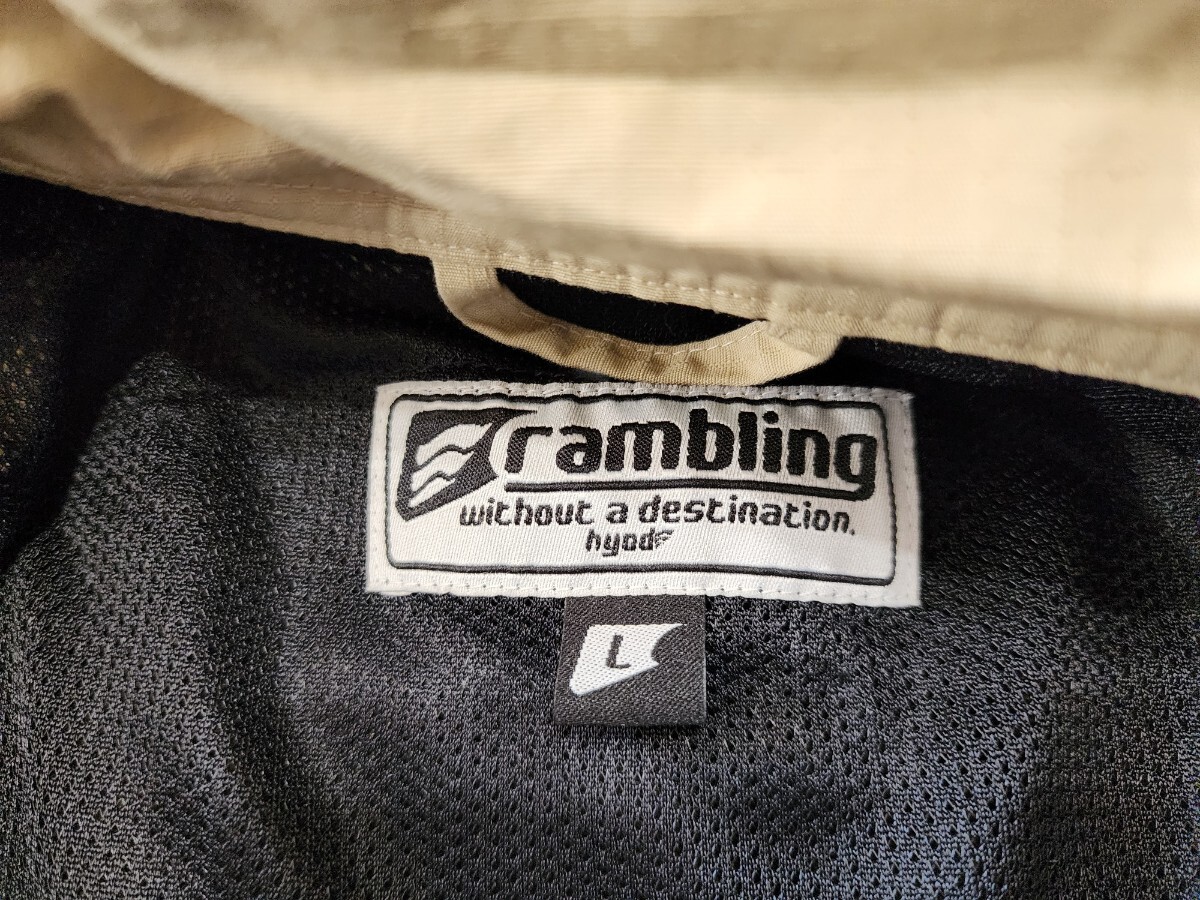 rambling
without a destination.
hyod
L